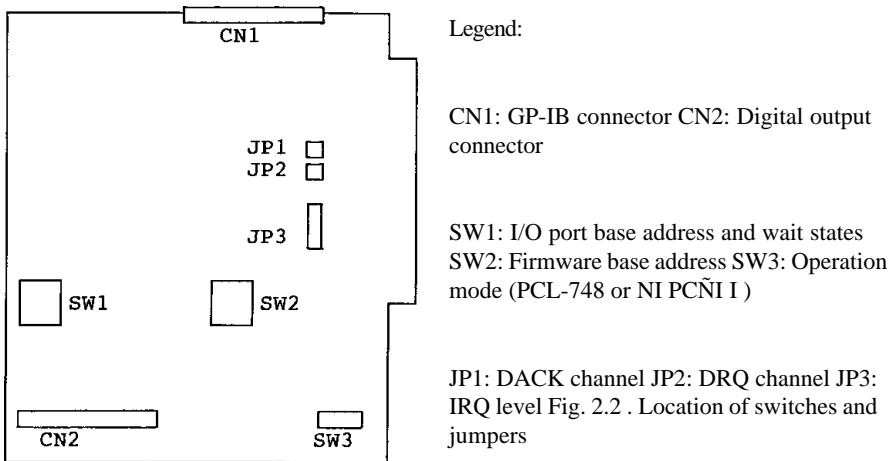 CN1
JP1
JP2
JP3
SW1
SW2
CN2
SW3
Legend:
CN1: GP-IB connector CN2: Digital output
connector
SW1: I/O port base address and wait states
SW2: Firmware base address SW3: Operation
mode (PCL-748 or NI PCÑI I )
JP1: DACK channel JP2: DRQ channel JP3:
IRQ level Fig. 2.2 . Location of switches and
jumpers